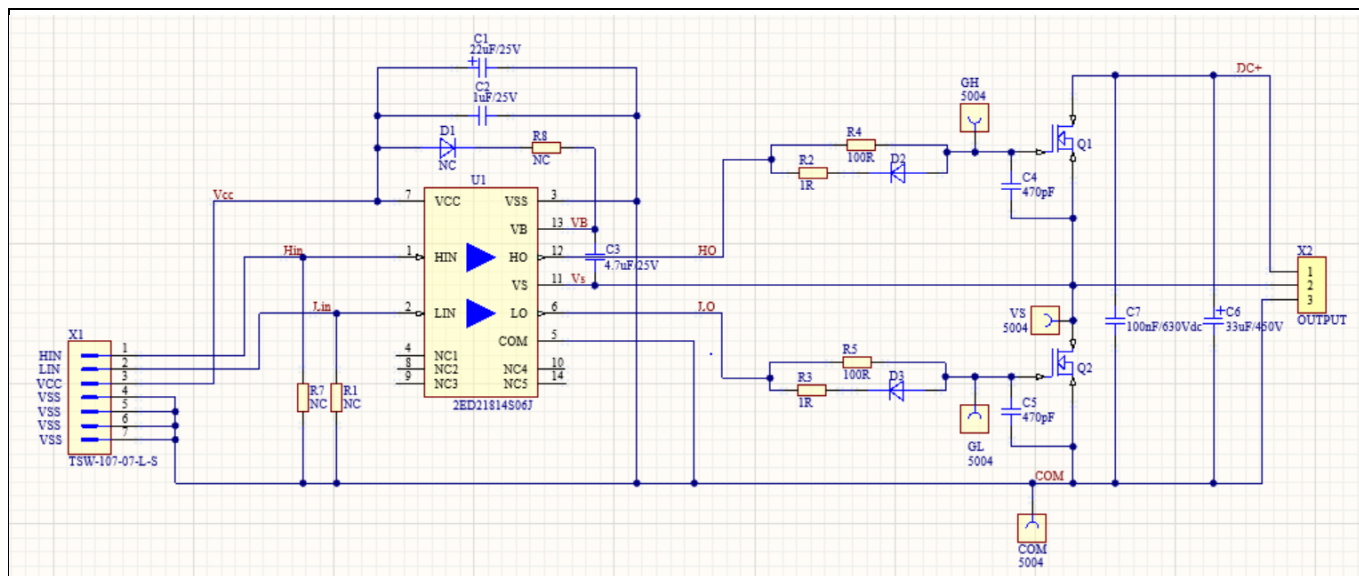 C1
22uF/25V
C2
1uF/25V
D1
NC
R8
NC
U1
Vcc
7
VCC
VSS
3
VB
13
VB
Hin
1
HIN
HO
12
C3
4.7uF/25V
HO
VS
11
Vs
Lin
2
LIN
LO
6
LO
COM
5
4
NC1
8
NC2
NC4
10
9
NC3
NC5
14
2ED21814S06J
X1
HIN
1
LIN
2
VCC
3
VSS
4
VSS
5
VSS
6
VSS
7
TSW-107-07-L-S
R7
NC
R1
NC
R4
100R
R2
1R
D2
GH
5004
Q1
C4
470pF
DC+
X2
1
2
3
OUTPUT
VS
5004
C7
100nF/630Vdc
C6
33uF/450V
R5
100R
R3
1R
D3
Q2
C5
470pF
GL
5004
COM
COM
5004